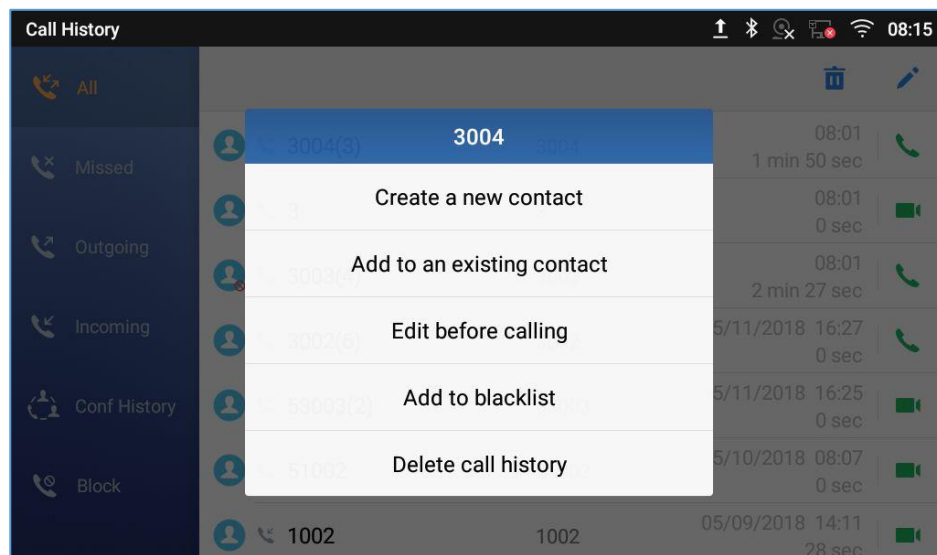 Call History 08:15
All
08:01
3004(3) 3004
1 min 50 sec
Missed
3004
Create a new contact
08:01
3
0 sec
Outgoing
Add to an existing contact
08:01
3003(4)
2 min 27 sec
Incoming
Edit before calling
5/11/2018 16:27
3002(6)
0 sec
Conf History
Add to blacklist
5/11/2018 16:25
53003(2)
0 sec
Block
Delete call history
5/10/2018 08:07
51002
0 sec
05/09/2018 14:11
1002 1002
28 sec